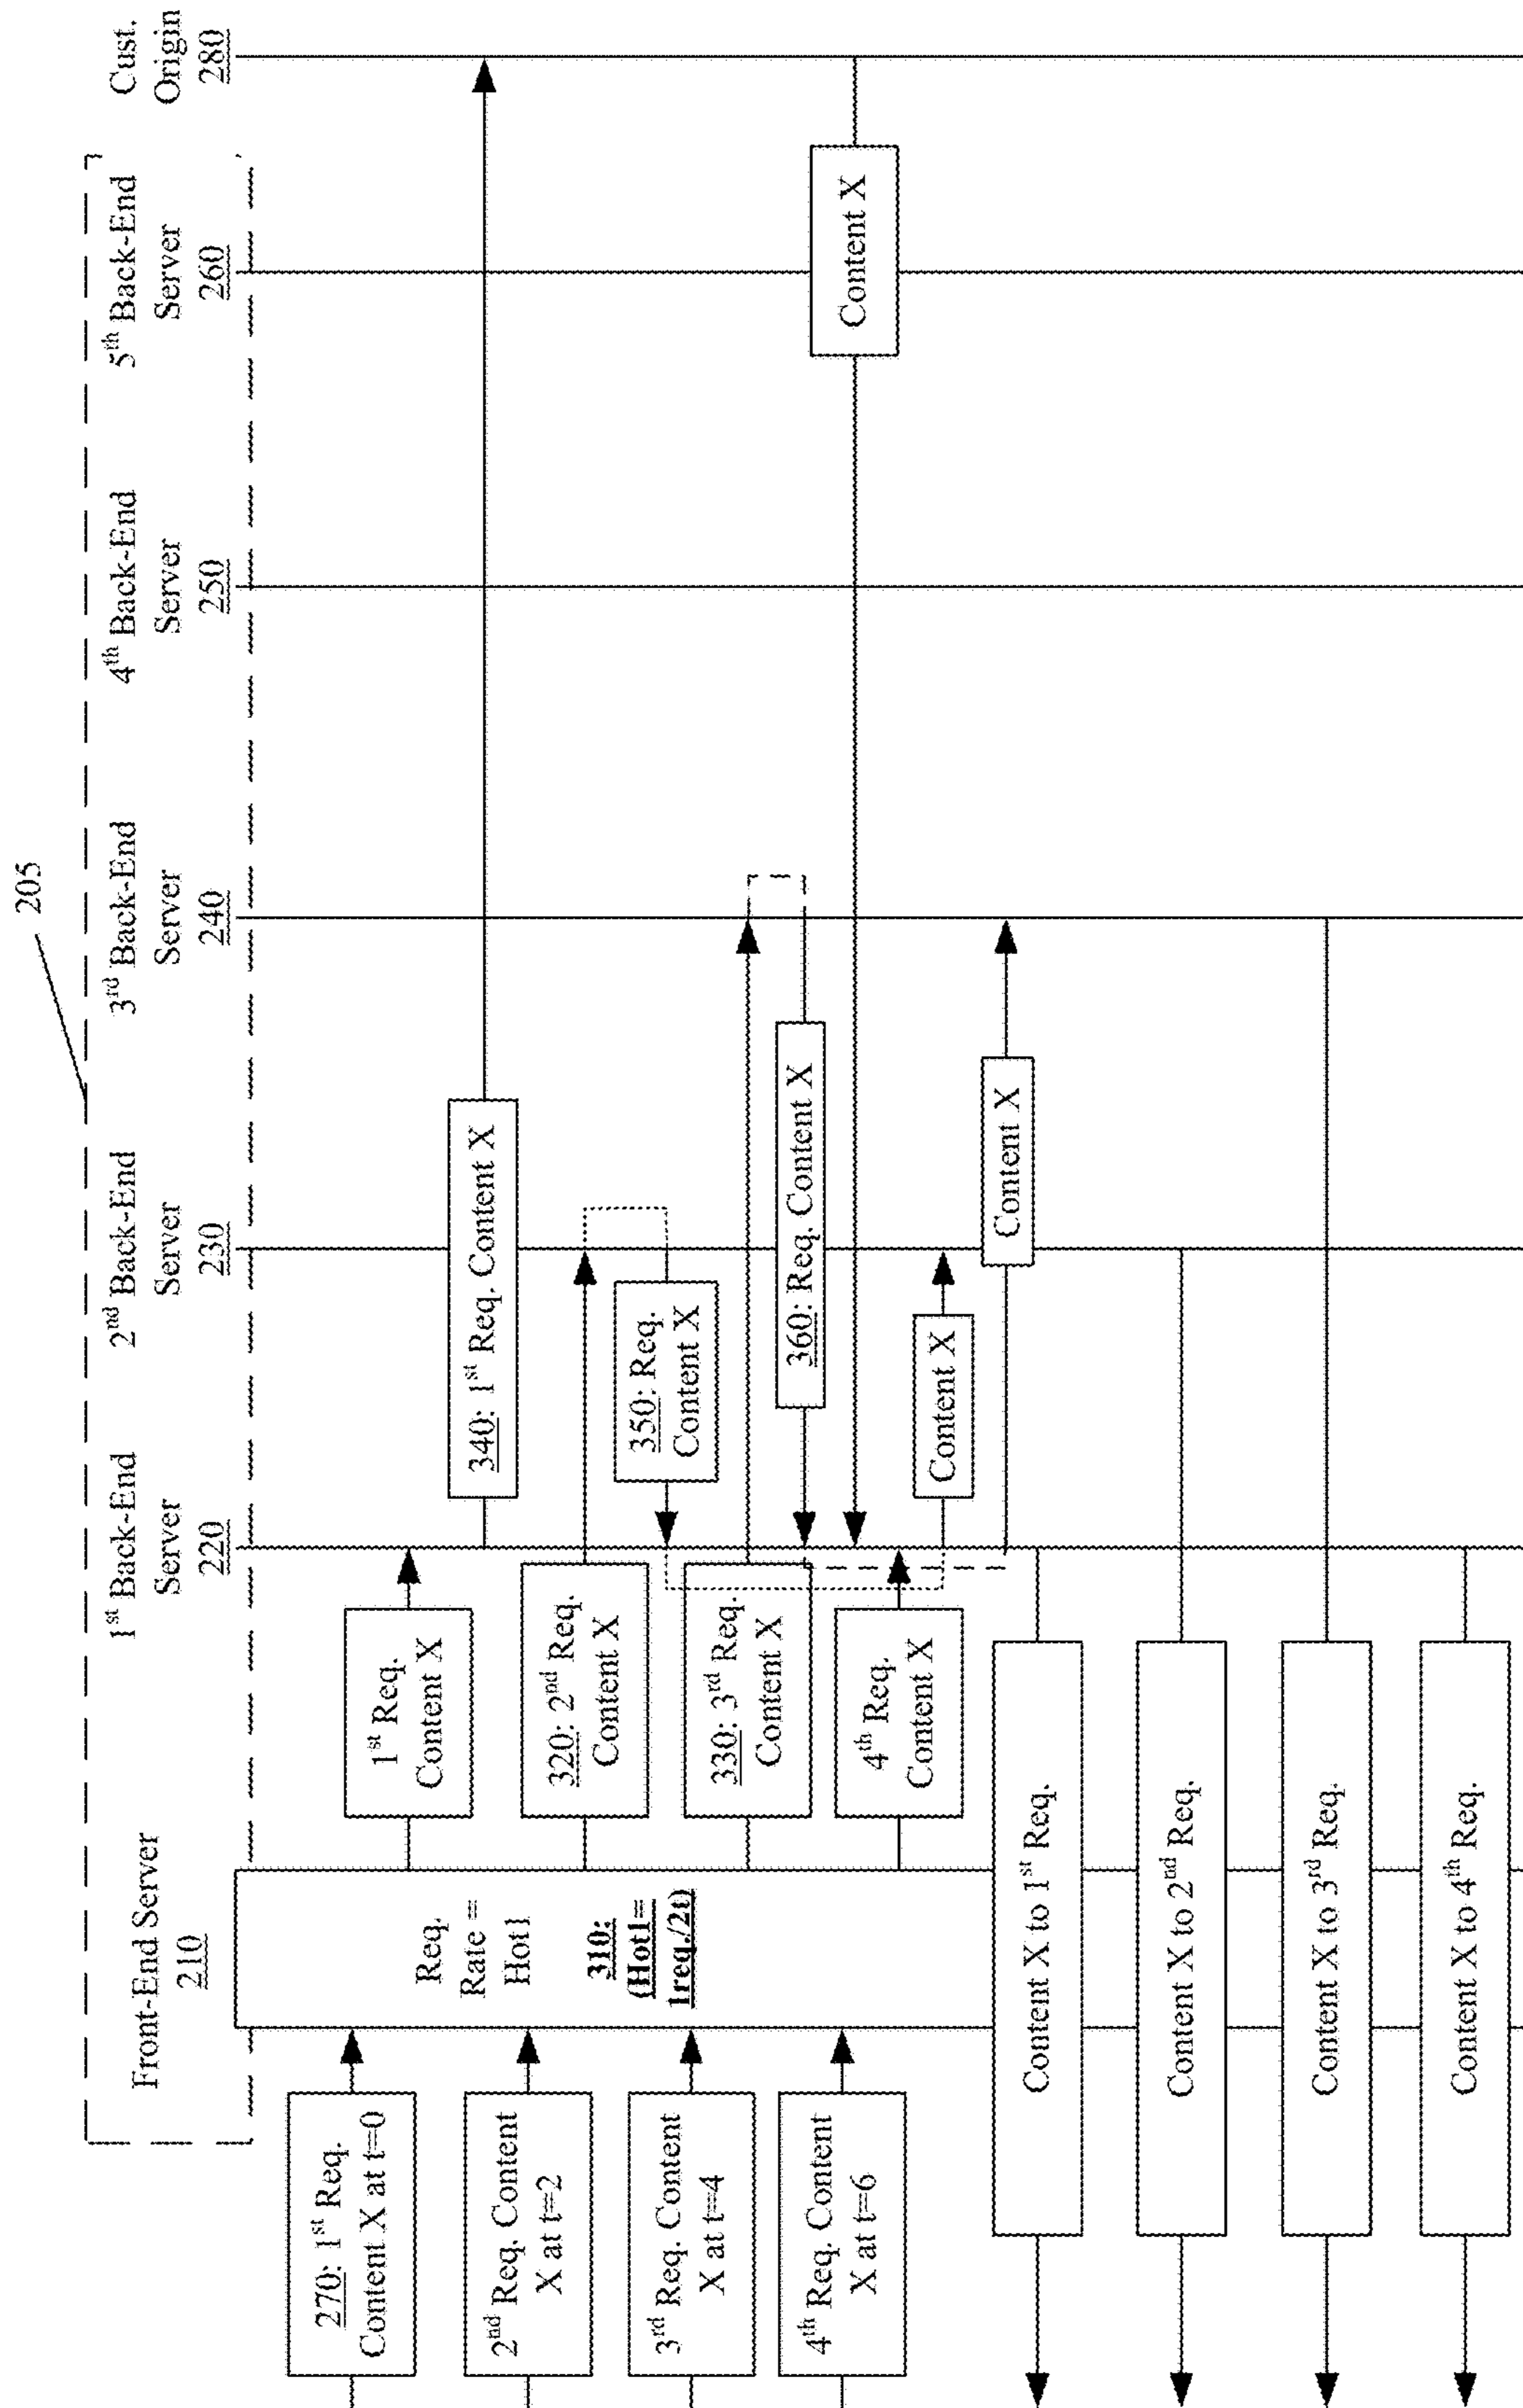 205
Front-End Server
210
1st Back-End
Server
220
2nd Back-End
Server
230
3rd Back-End
Server
240
4th Back-End
Server
250
5th Back-End
Server
260
Cust.
Origin
280
270: 1st Req.
Content X at t=0
2nd Req. Content
X at t=2
3rd Req. Content
X at t=4
4th Req. Content
X at t=6
Req.
Rate =
Hot1
310:
(Hot1=
1req./2t)
1st Req.
Content X
340: 1st Req. Content X
320: 2nd Req.
Content X
350: Req.
Content X
330: 3rd Req.
Content X
360: Req. Content X
Content X
4th Req.
Content X
Content X
Content X
Content X to 1st Req.
Content X to 2nd Req.
Content X to 3rd Req.
Content X to 4th Req.